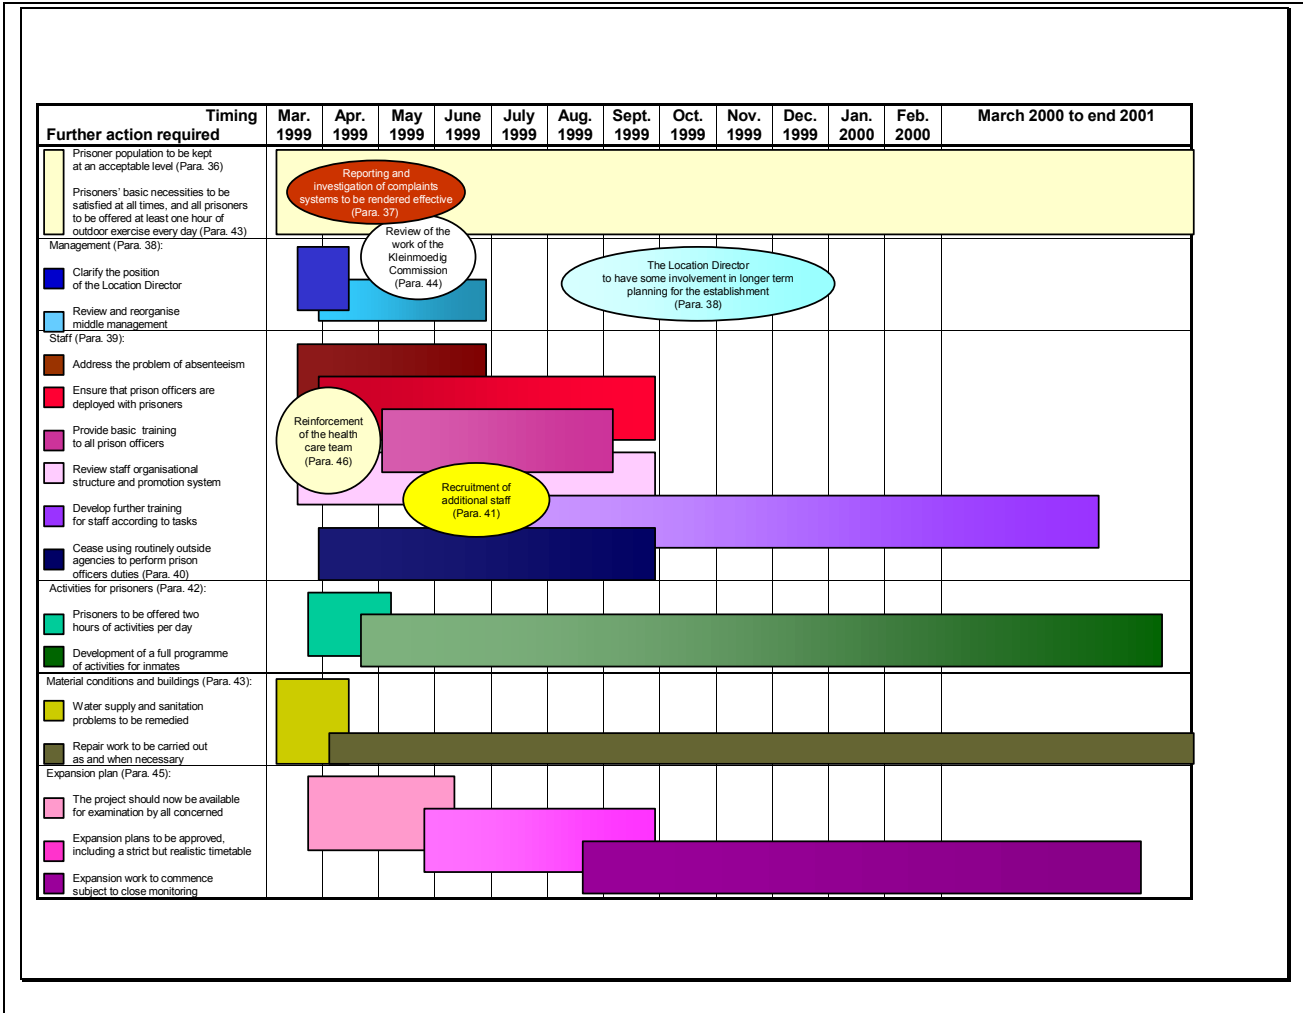 Timing
Further action required
Mar.
1999
Apr.
1999
May
1999
June
1999
July
1999
Aug.
1999
Sept.
1999
Oct.
1999
Nov.
1999
Dec.
1999
Jan.
2000
Feb.
2000
March 2000 to end 2001
Prisoner population to be kept
at an acceptable level (Para. 36)
Prisoners' basic necessities to be
satisfied at all times, and all prisoners
to be offered at least one hour of
outdoor exercise every day (Para. 43)
Reporting and
investigation of complaints
systems to be rendered effective
(Para. 37)
Management (Para. 38):
Clarify the position
of the Location Director
Review and reorganise
middle management
Review of the
work of the
Kleinmoedig
Commission
(Para. 44)
The Location Director
to have some involvement in longer term
planning for the establishment
(Para. 38)
Staff (Para. 39):
Address the problem of absenteeism
Ensure that prison officers are
deployed with prisoners
Provide basic training
to all prison officers
Review staff organisational
structure and promotion system
Develop further training
for staff according to tasks
Cease using routinely outside
agencies to perform prison
officers duties (Para. 40)
Reinforcement
of the health
care team
(Para. 46)
Recruitment of
additional staff
(Para. 41)
Activities for prisoners (Para. 42):
Prisoners to be offered two
hours of activities per day
Development of a full programme
of activities for inmates
Material conditions and buildings (Para. 43):
Water supply and sanitation
problems to be remedied
Repair work to be carried out
as and when necessary
Expansion plan (Para. 45):
The project should now be available
for examination by all concerned
Expansion plans to be approved,
including a strict but realistic timetable
Expansion work to commence
subject to close monitoring